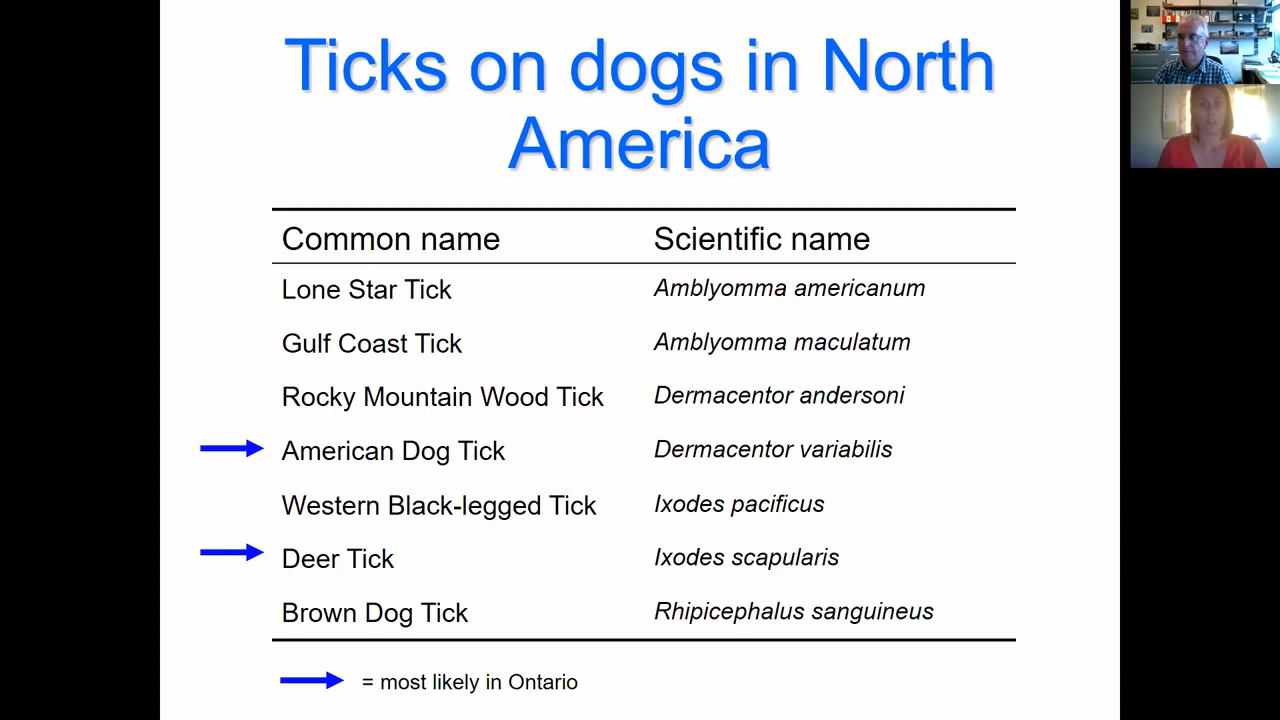 Ticks on dogs in North
America
Common name Scientific name
Lone Star Tick Amblyomma americanum
Gulf Coast Tick Amblyomma maculatum
Rocky Mountain Wood Tick Dermacentor andersoni
American Dog Tick Dermacentor variabilis
Western Black-legged Tick Ixodes pacificus
Deer Tick Ixodes scapularis
Brown Dog Tick Rhipicephalus sanguineus
= most likely in Ontario